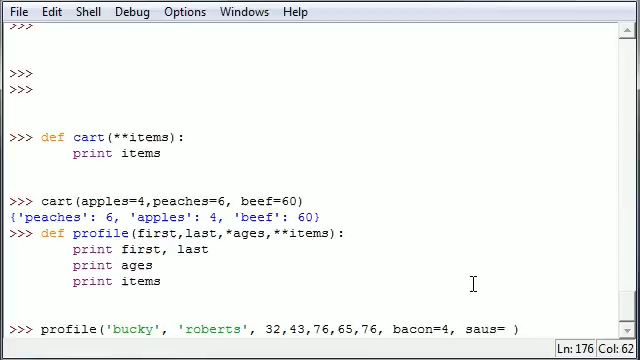 File Edit Shell Debug Options Windows Help
>>>
>>>
>>>
>>> def cart(**items):
print items
>>> cart(apples=4,peaches=6, beef=60)
{'peaches': 6, 'apples': 4, 'beef': 60}
>>> def profile(first,last,*ages,**items):
print first, last
print ages
print items
>>> profile('bucky', 'roberts', 32,43,76,65,76, bacon=4, saus= )
Ln: 176 Col: 62